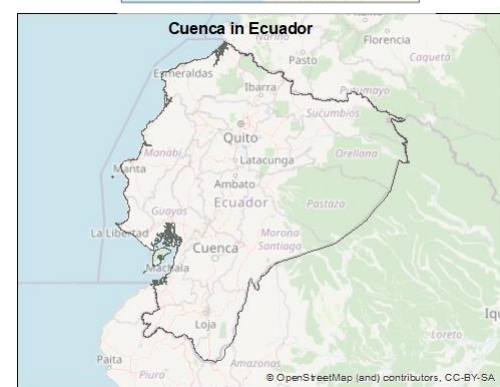 Cuenca in Ecuador
Nariño
Florencia
Pasto
Caquetá
Esmeraldas
Ibarra
Putumayo
Sucumbíos
Quito
Manabí
Orellana
Latacunga
Manta
Ambato
Ecuador
Pastaza
Guayas
La Libertad
Morona
Santiago
Cuenca
Machala
Loja
Loreto
Iqu
Paita
Piura
Amazonas
© OpenStreetMap (and) contributors, CC-BY-SA